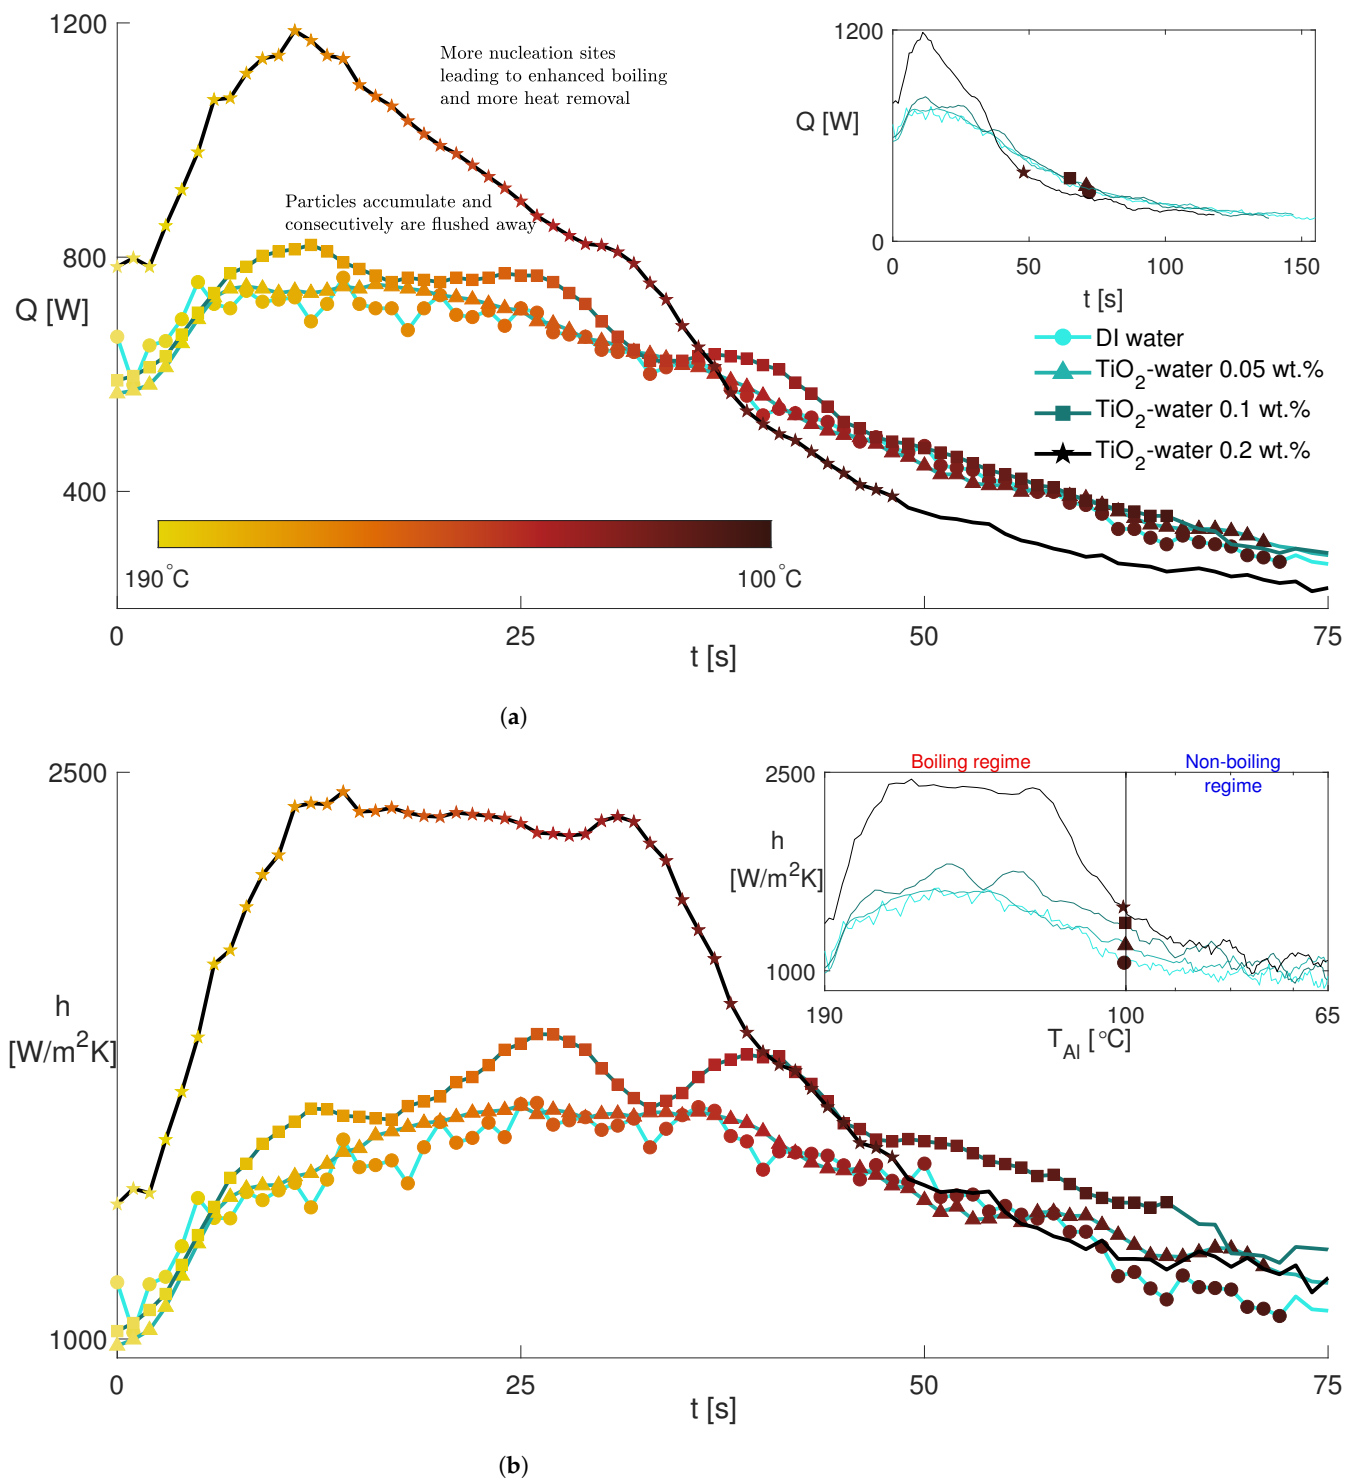 1200
More nucleation sites
leading to enhanced boiling
and more heat removal
Particles accumulate and
consecutively are flushed away
800
Q [W]
400
190°C
100°C
0
25
50
75
t [s]
1200
Q [W]
0
0
50
100
150
t [s]
DI water
TiO2-water 0.05 wt.%
TiO2-water 0.1 wt.%
TiO2-water 0.2 wt.%
(a)
2500
h
[W/m²K]
1000
0
25
50
75
t [s]
Boiling regime
Non-boiling
regime
2500
h
[W/m²K]
1000
190
100
65
TAl [°C]
(b)